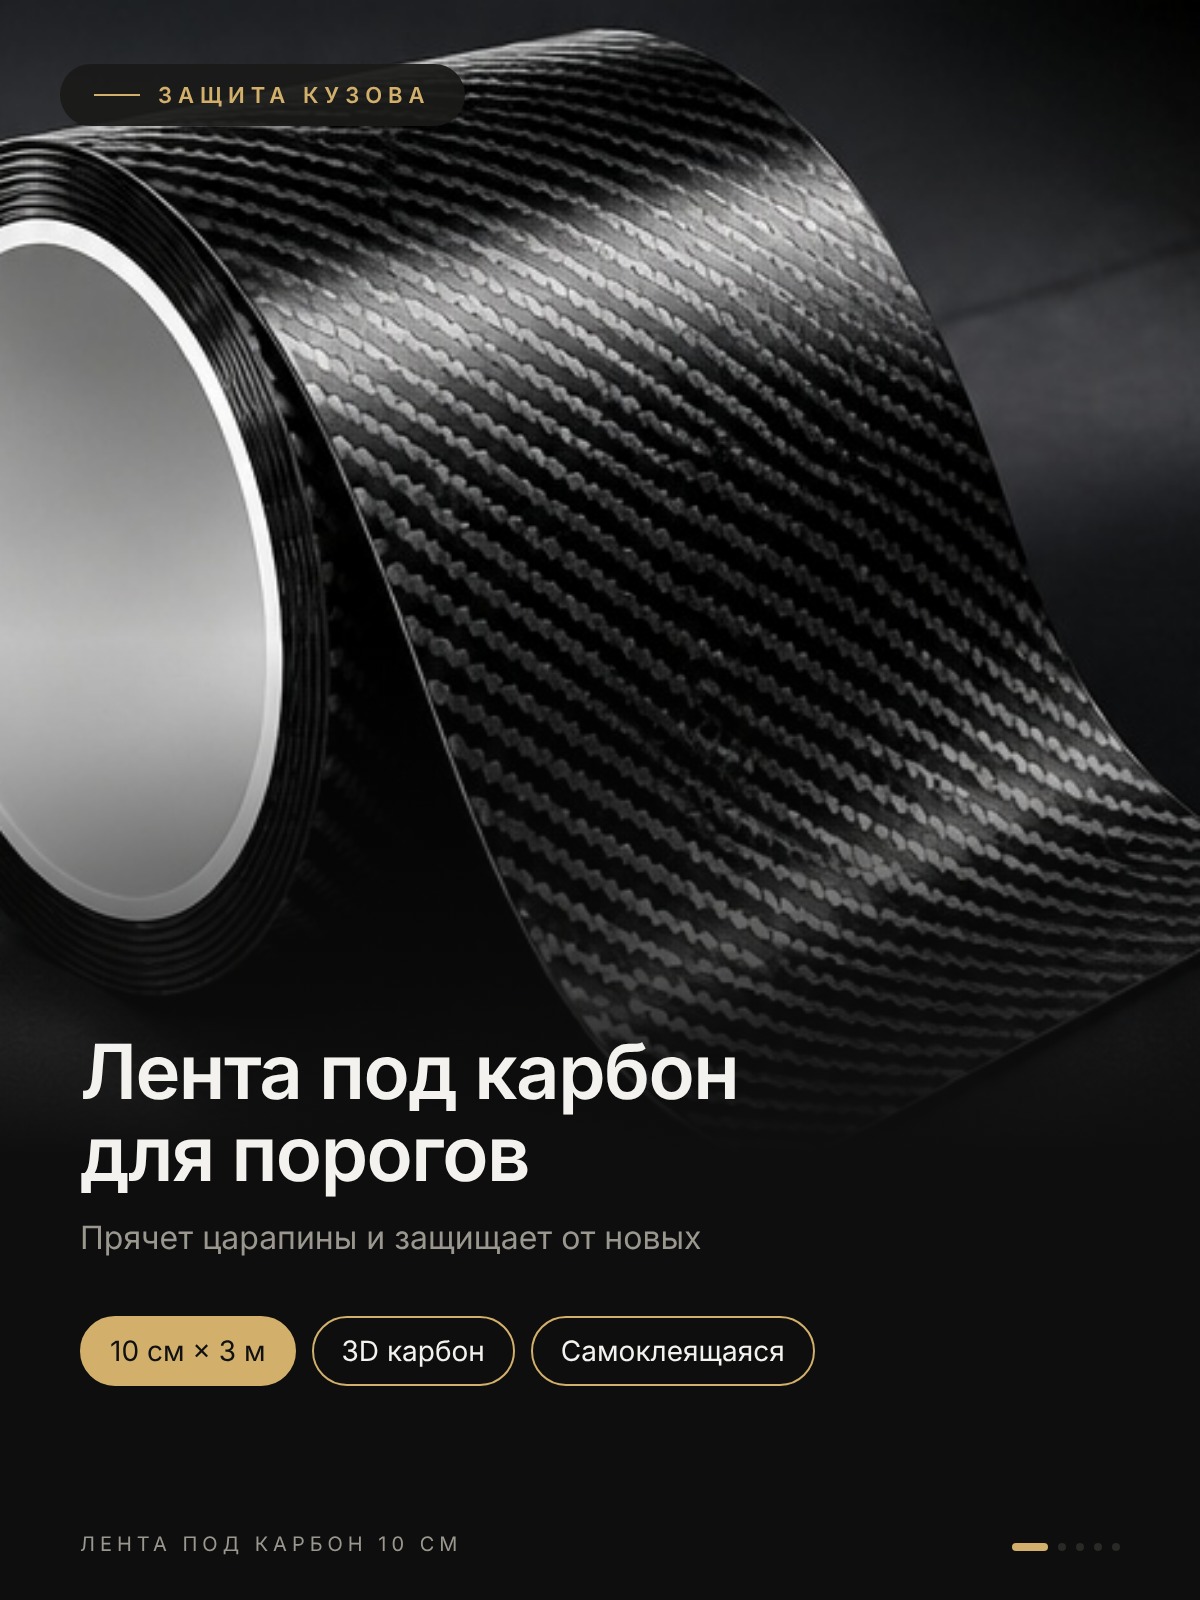 ЗАЩИТА КУЗОВА
Лента под карбон
для порогов
Прячет царапины и защищает от новых
10 см × 3 м
3D карбон
Самоклеящаяся
ЛЕНТА ПОД КАРБОН 10 СМ